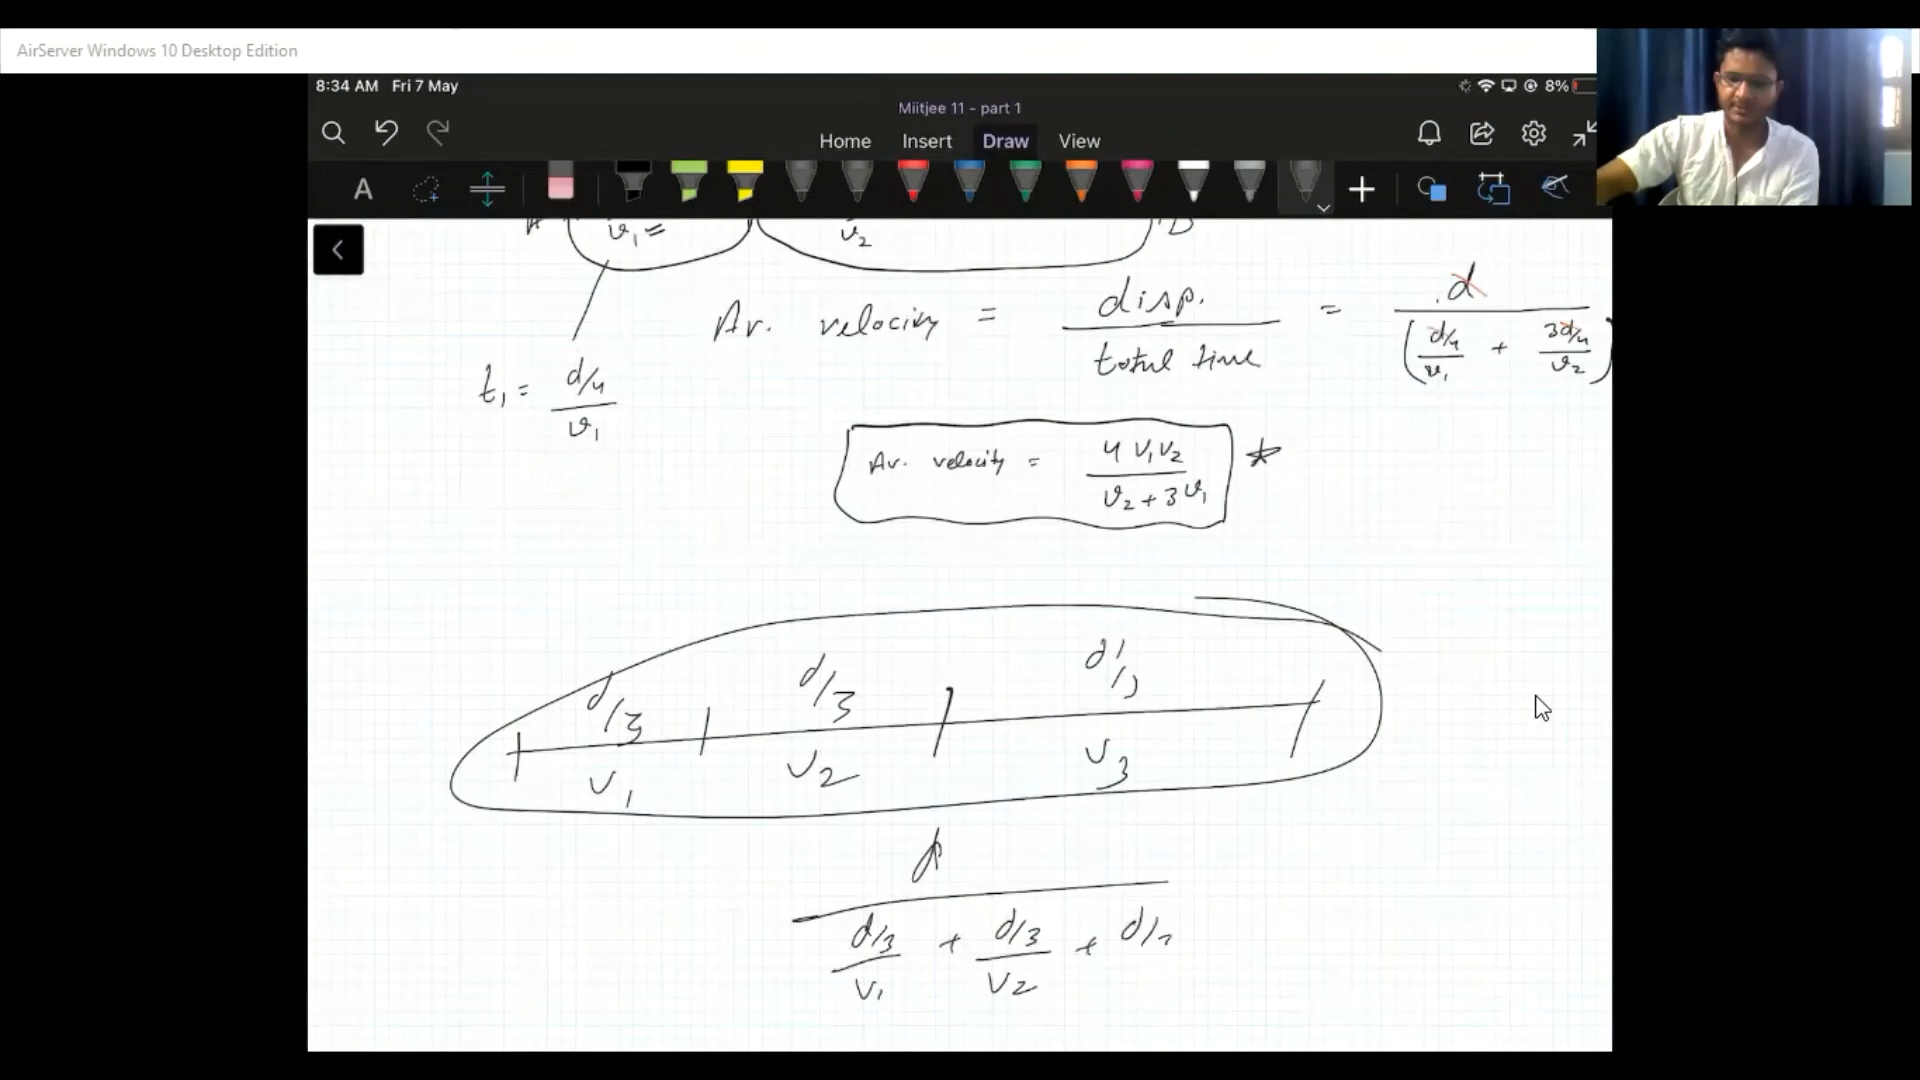 AirServer Windows 10 Desktop Edition
8:34 AM Fri 7 May
8%
Miitjee 11 - part 1
Home Insert Draw View
A
v₁ =
v₂
Av. velocity = disp. / total time = d / ( (d/4)/v₁ + (3d/4)/v₂ )
t₁ = (d/4)/v₁
Av. velocity = 4 v₁v₂ / (v₂ + 3v₁)
d/3 d/3
v₁ v₂ v₃
d
(d/3)/v₁ + (d/3)/v₂ +